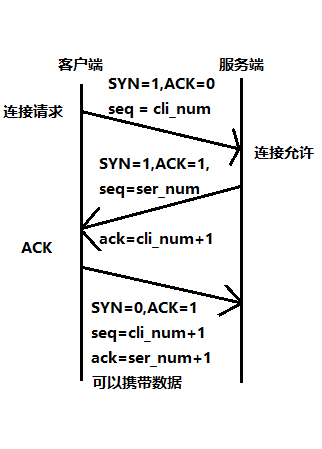 客户端
服务端
SYN=1,ACK=0
连接请求
seq = cli_num
连接允许
SYN=1,ACK=1,
seq=ser_num
ack=cli_num+1
ACK
SYN=0,ACK=1
seq=cli_num+1
ack=ser_num+1
可以携带数据